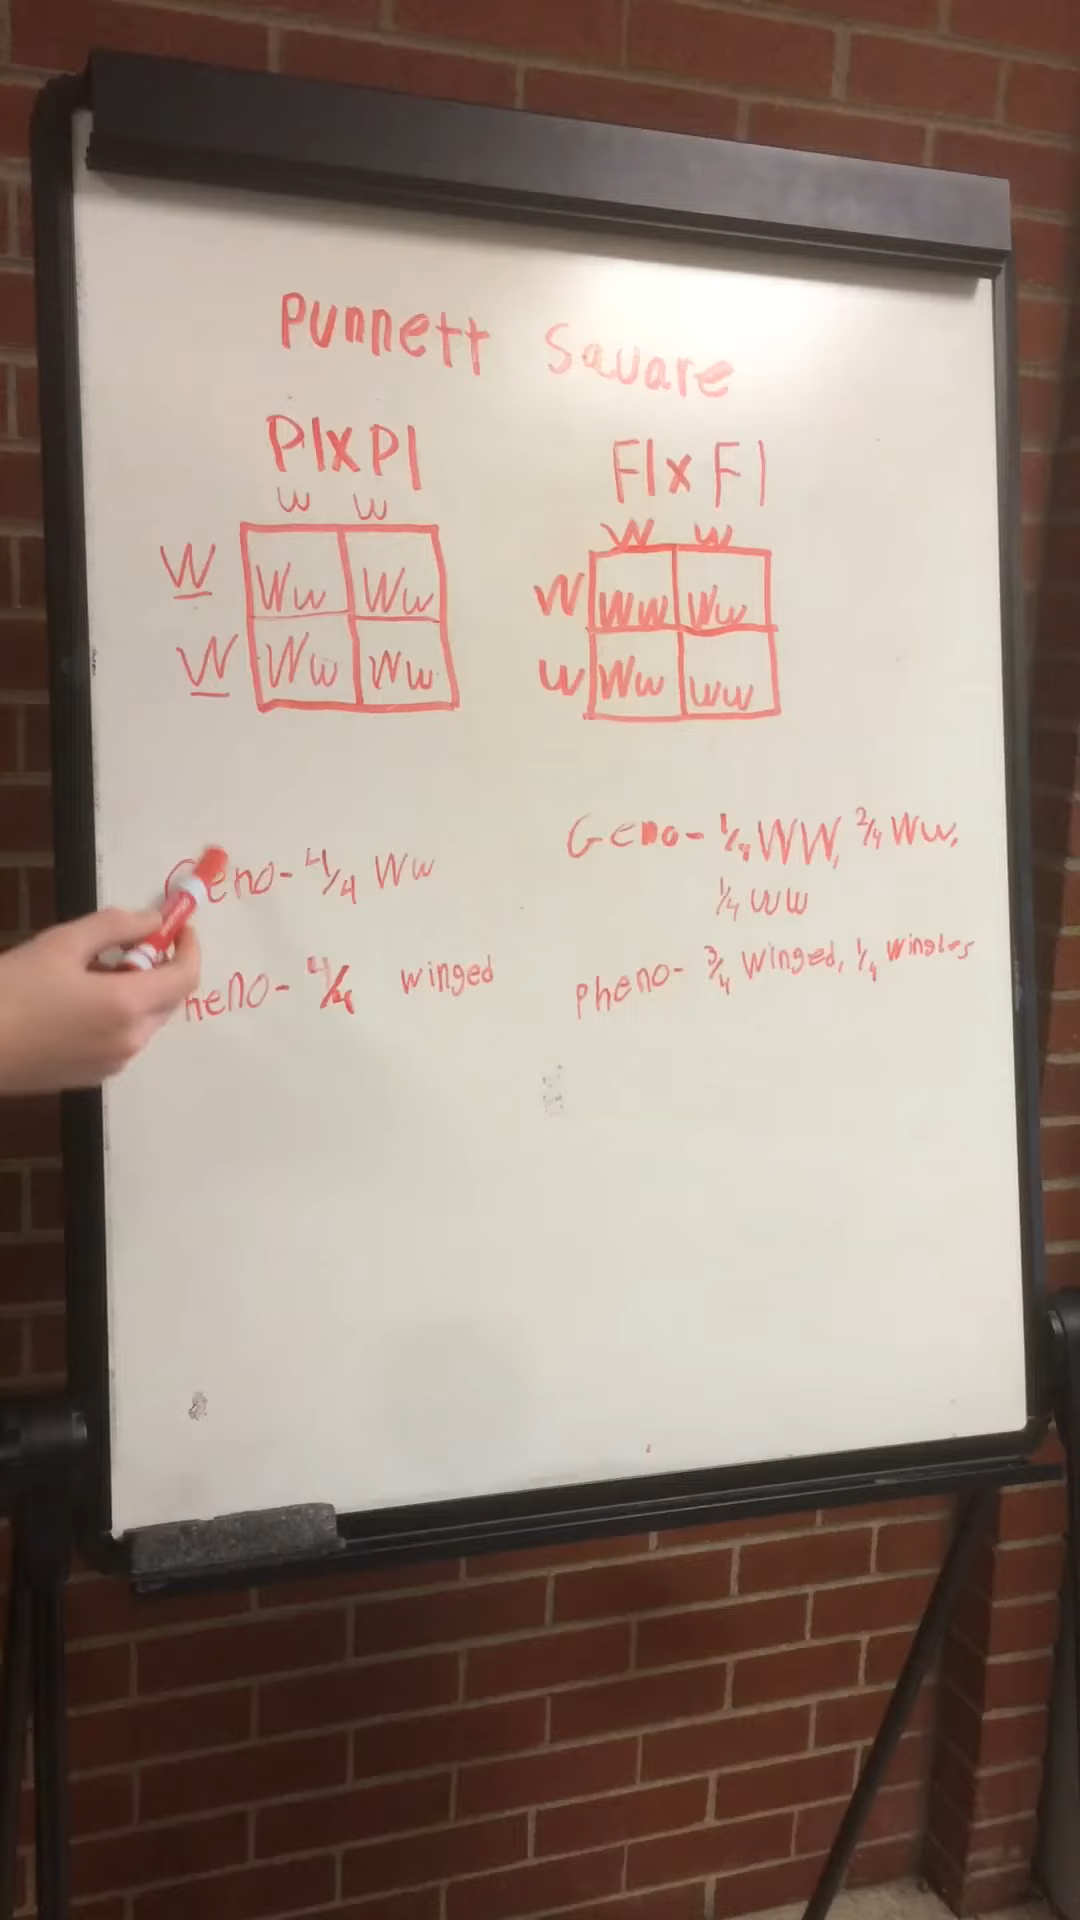 Punnett Square
P1 x P1
w w
W Ww Ww
W Ww Ww
Geno- 4/4 Ww
Pheno- 4/4 winged
F1 x F1
W w
W WW Ww
w Ww ww
Geno- 1/4 WW, 2/4 Ww,
1/4 ww
Pheno- 3/4 winged, 1/4 wingles